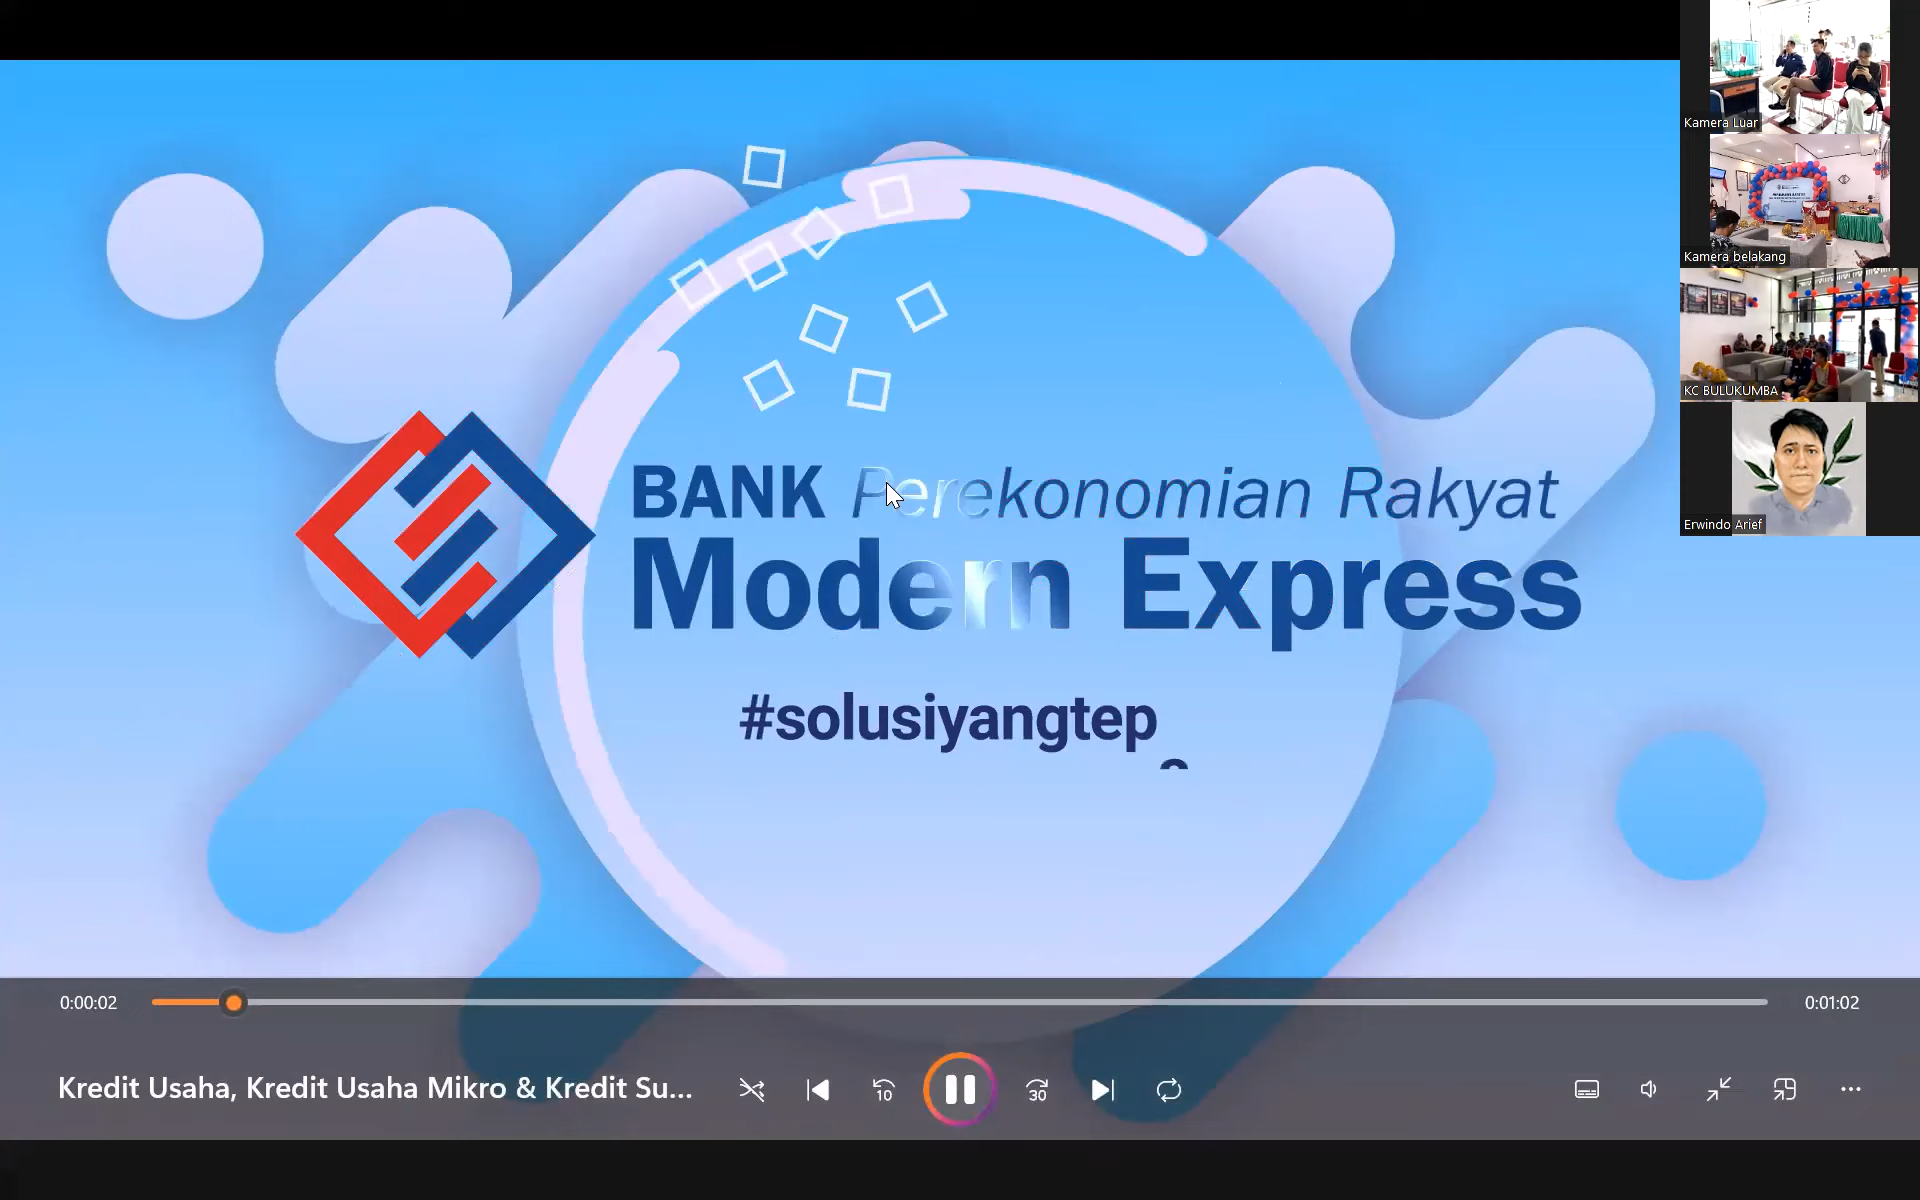 BANK Perekonomian Rakyat
Modern Express
#solusiyangtep
Kamera Luar
Kamera belakang
KC BULUKUMBA
Erwindo Arief
0:00:02
0:01:02
Kredit Usaha, Kredit Usaha Mikro & Kredit Su...
10
30